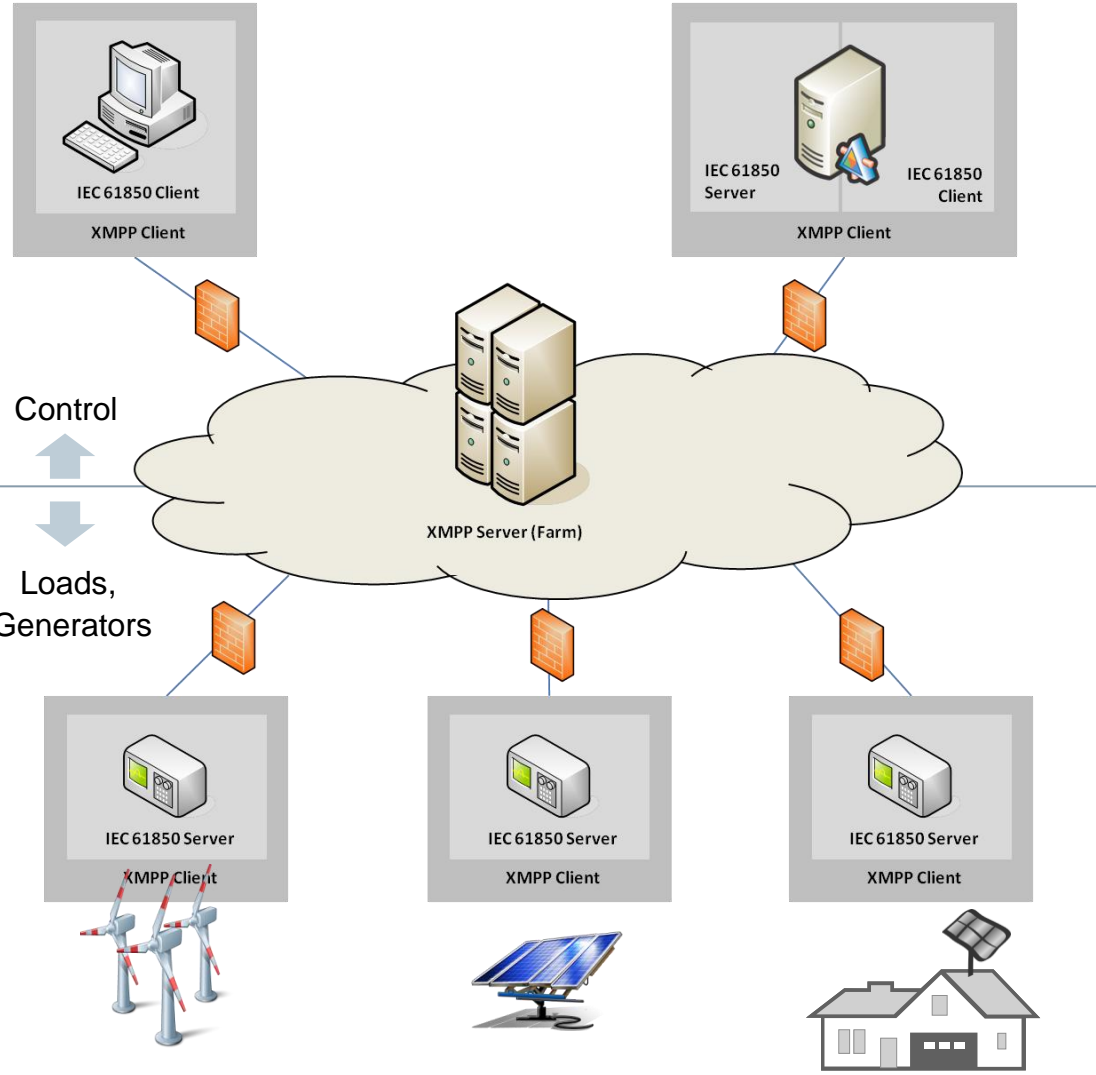 IEC 61850 Client
XMPP Client
IEC 61850
Server
IEC 61850
Client
XMPP Client
Control
XMPP Server (Farm)
Loads,
Generators
IEC 61850 Server
XMPP Client
IEC 61850 Server
XMPP Client
IEC 61850 Server
XMPP Client